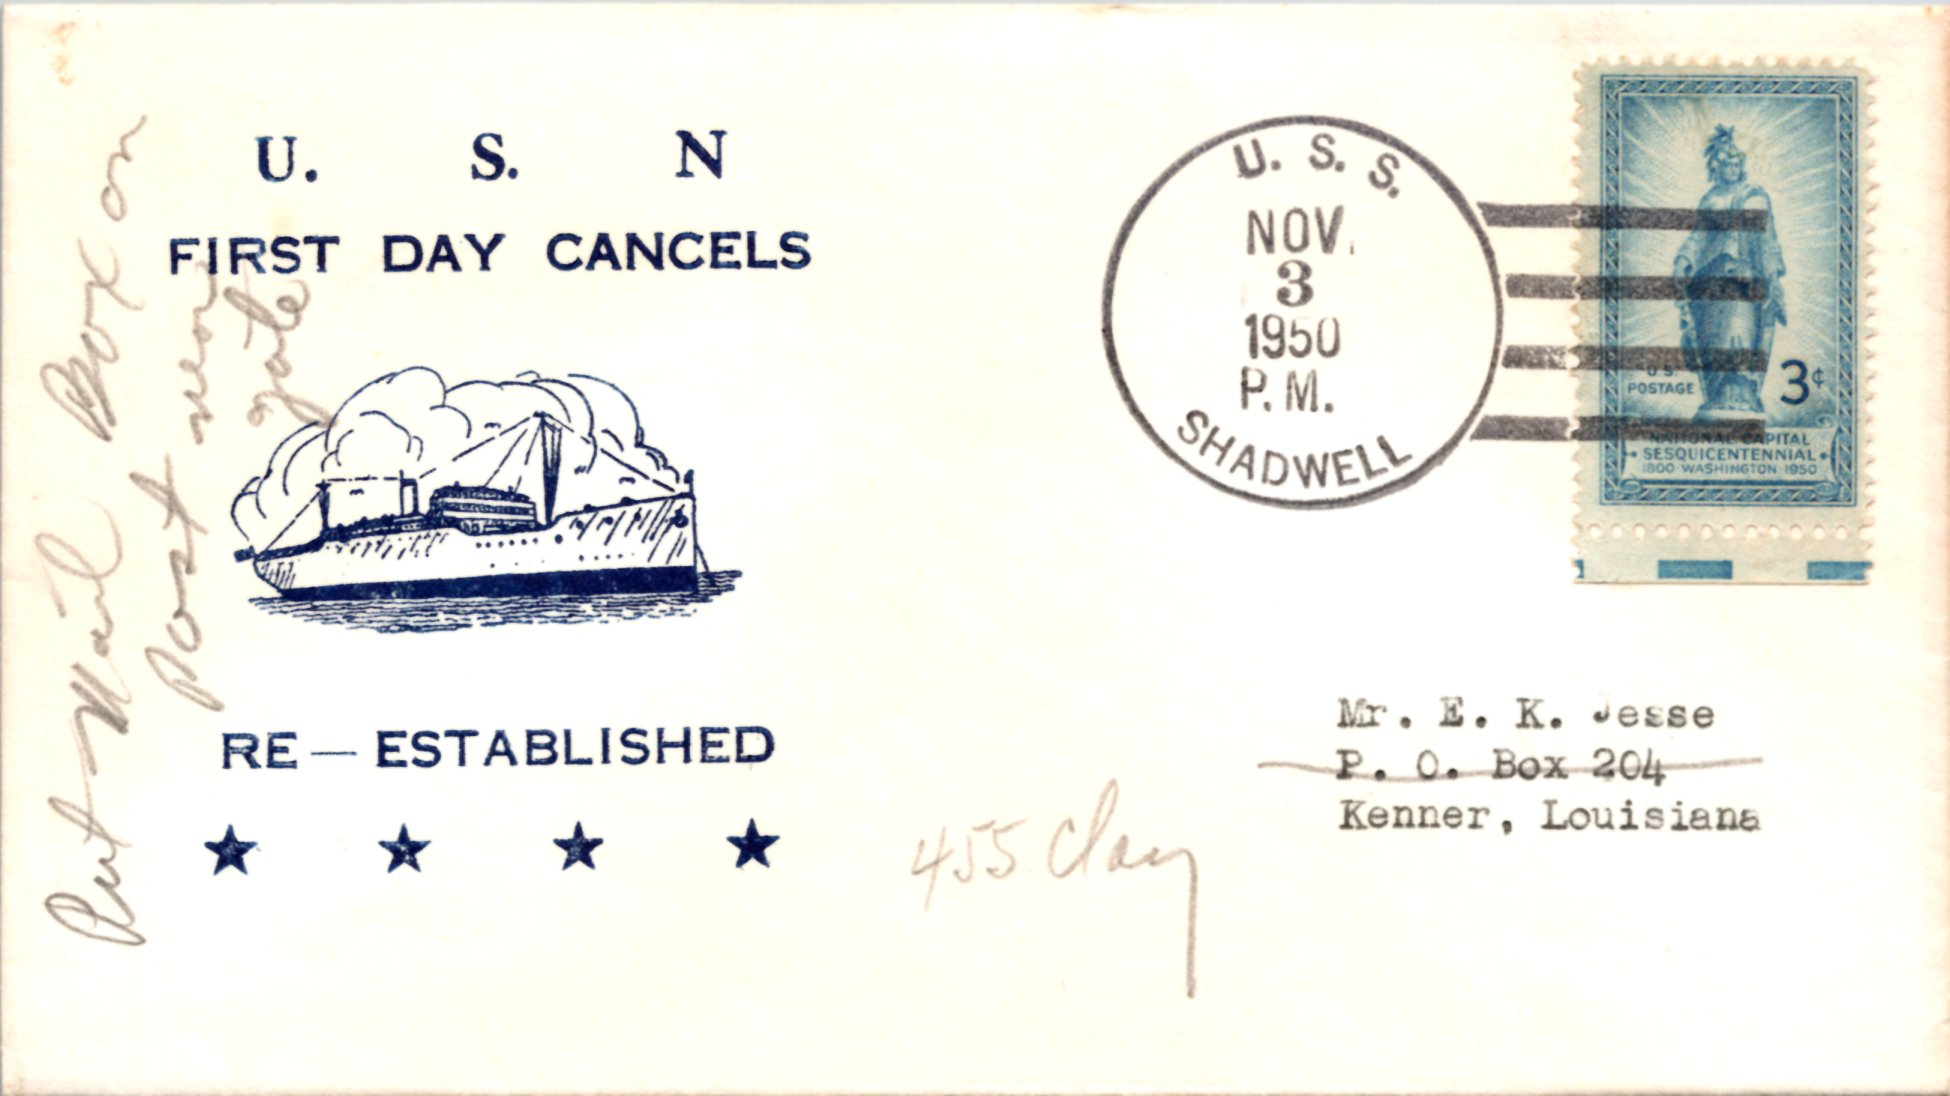 U. S. N
FIRST DAY CANCELS
RE — ESTABLISHED
Put Mail Box on
Post near
gate
U. S. S.
NOV.
3
1950
P. M.
SHADWELL
U.S.
POSTAGE
3¢
NATIONAL CAPITAL
SESQUICENTENNIAL
1800 WASHINGTON 1950
Mr. E. K. Jesse
P. O. Box 204
Kenner, Louisiana
455 Clay